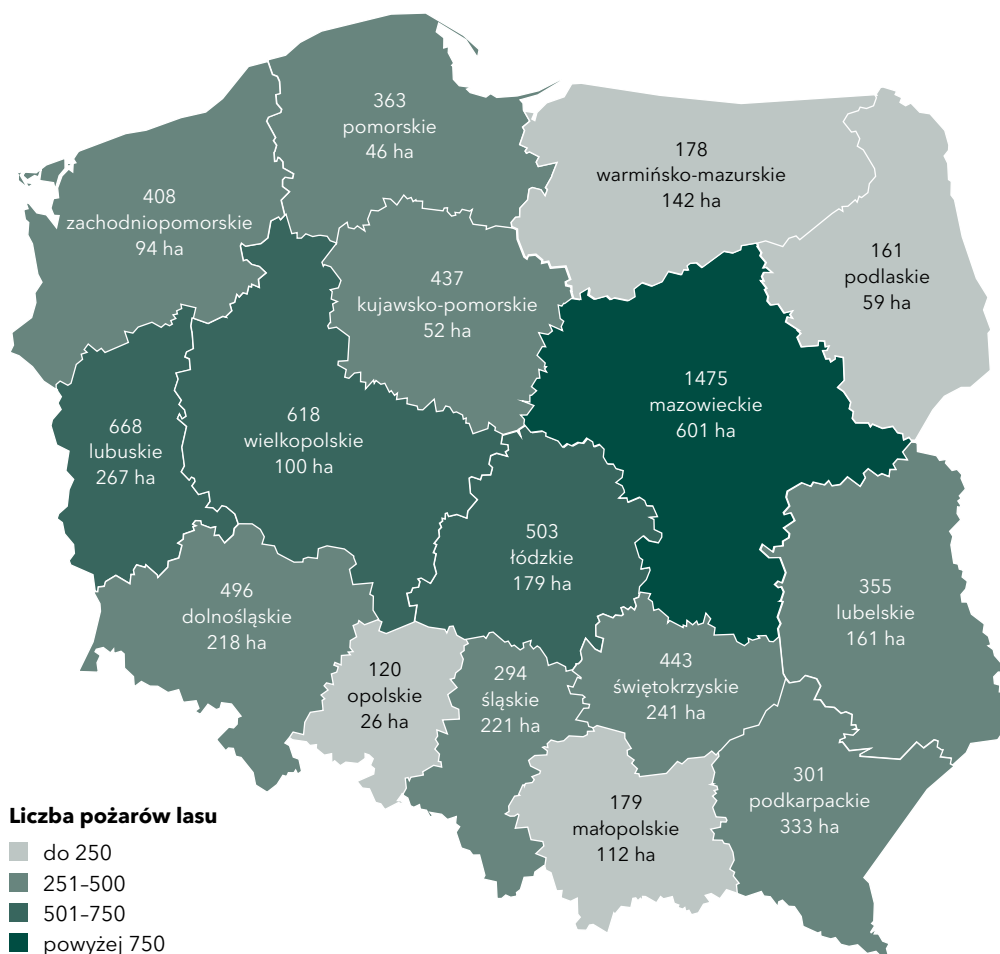 363
pomorskie
46 ha
178
warmińsko-mazurskie
142 ha
408
zachodniopomorskie
94 ha
161
podlaskie
59 ha
437
kujawsko-pomorskie
52 ha
1475
mazowieckie
601 ha
668
lubuskie
267 ha
618
wielkopolskie
100 ha
503
łódzkie
179 ha
496
dolnośląskie
218 ha
355
lubelskie
161 ha
120
opolskie
26 ha
294
śląskie
221 ha
443
świętokrzyskie
241 ha
301
podkarpackie
333 ha
179
małopolskie
112 ha
Liczba pożarów lasu
do 250
251–500
501–750
powyżej 750